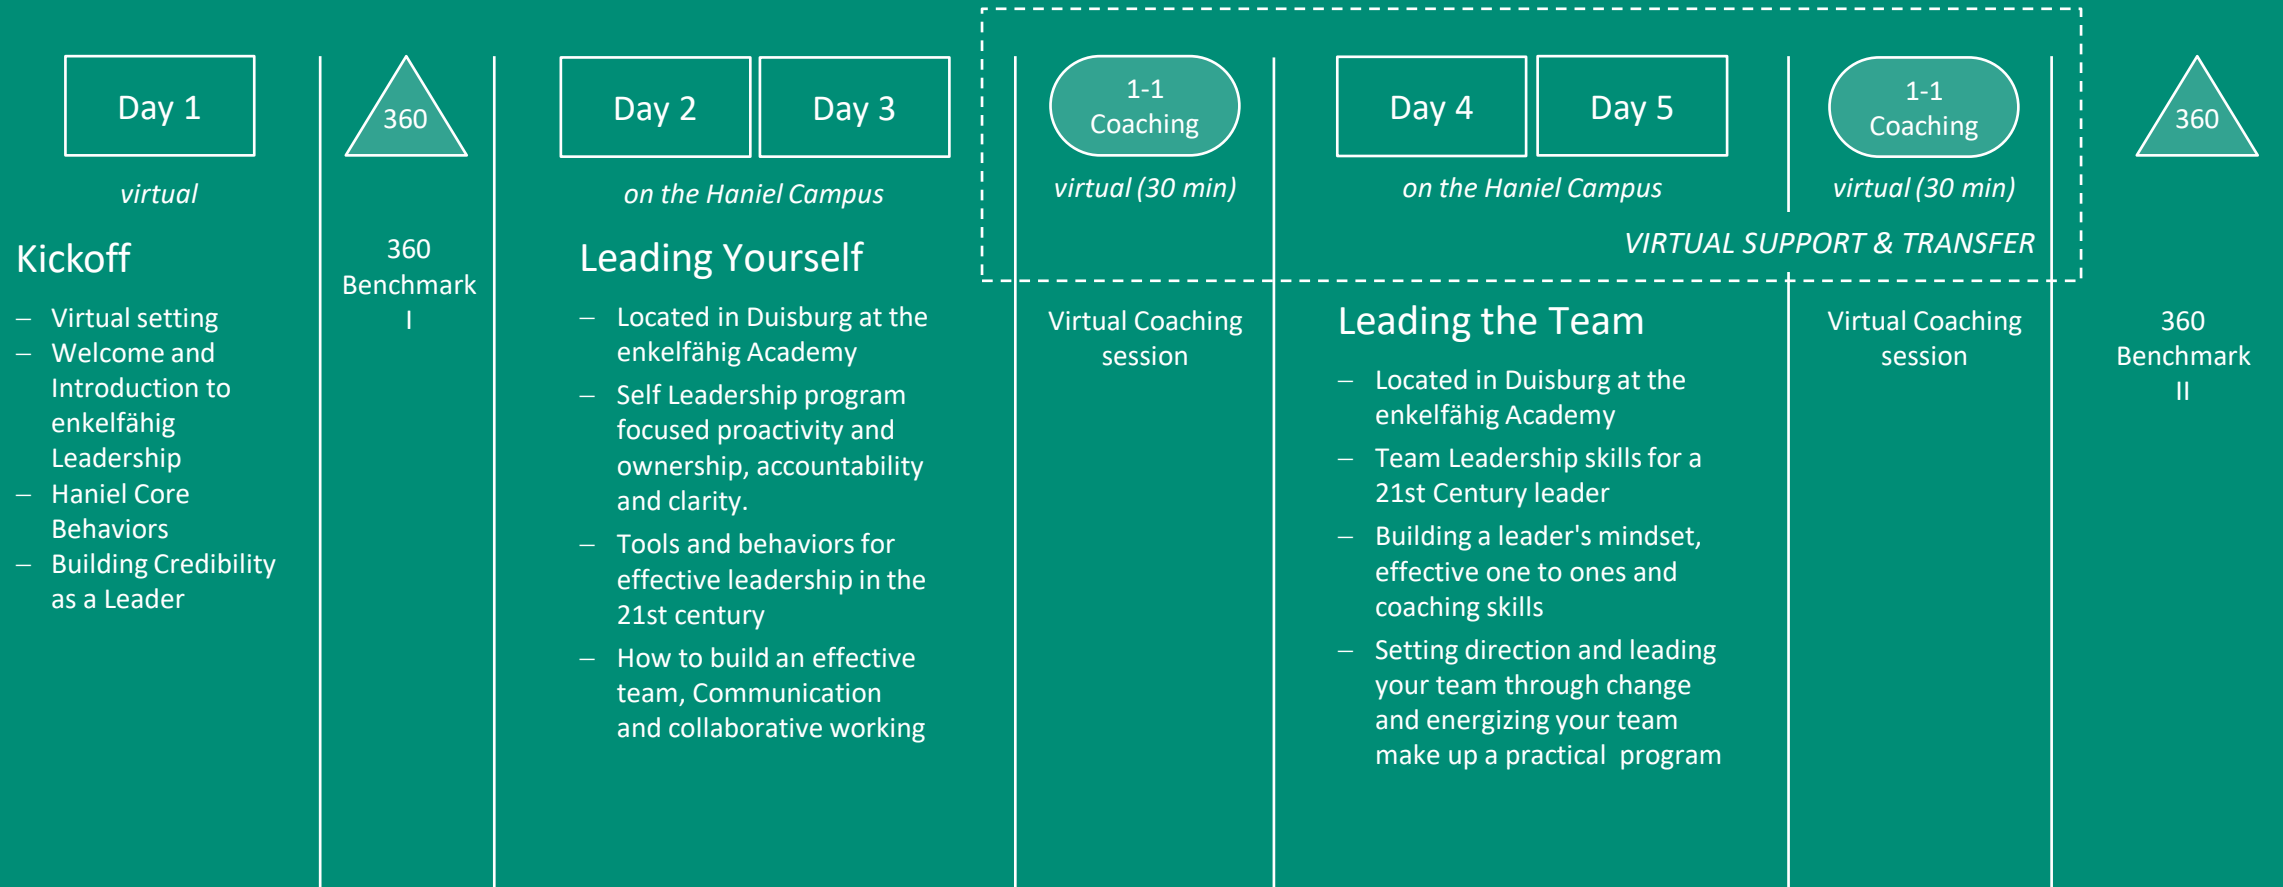 Day 1
virtual
Kickoff
– Virtual setting
– Welcome and
Introduction to
enkelfähig
Leadership
– Haniel Core
Behaviors
– Building Credibility
as a Leader
360
360
Benchmark
I
Day 2
Day 3
on the Haniel Campus
Leading Yourself
– Located in Duisburg at the
enkelfähig Academy
– Self Leadership program
focused proactivity and
ownership, accountability
and clarity.
– Tools and behaviors for
effective leadership in the
21st century
– How to build an effective
team, Communication
and collaborative working
1-1
Coaching
virtual (30 min)
Virtual Coaching
session
Day 4
Day 5
on the Haniel Campus
VIRTUAL SUPPORT & TRANSFER
Leading the Team
– Located in Duisburg at the
enkelfähig Academy
– Team Leadership skills for a
21st Century leader
– Building a leader's mindset,
effective one to ones and
coaching skills
– Setting direction and leading
your team through change
and energizing your team
make up a practical  program
1-1
Coaching
virtual (30 min)
Virtual Coaching
session
360
360
Benchmark
II